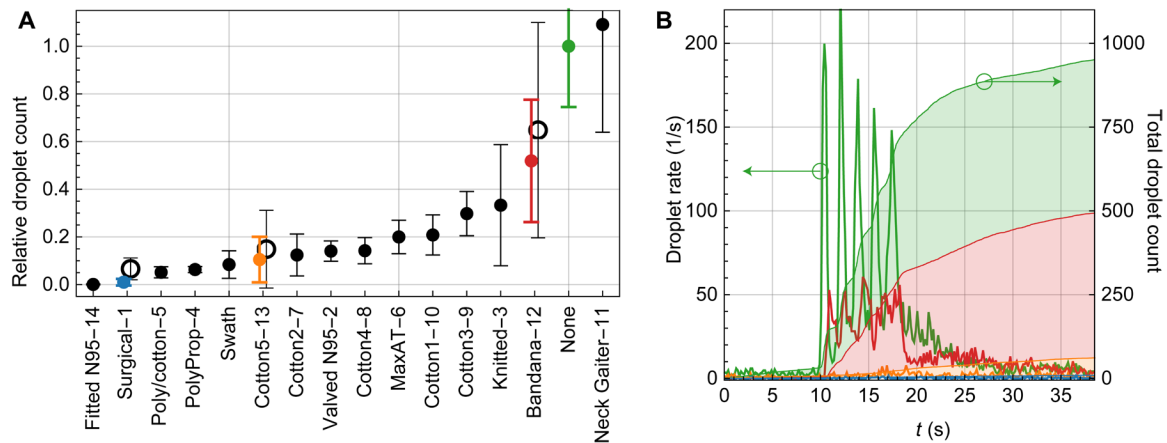 A
Relative droplet count
1.0
0.8
0.6
0.4
0.2
0.0
Fitted N95−14
Surgical−1
Poly/cotton−5
PolyProp−4
Swath
Cotton5−13
Cotton2−7
Valved N95−2
Cotton4−8
MaxAT−6
Cotton1−10
Cotton3−9
Knitted−3
Bandana−12
None
Neck Gaiter−11
B
Droplet rate (1/s)
200
150
100
50
0
0
5
10
15
20
25
30
35
t (s)
1000
750
500
250
0
Total droplet
count